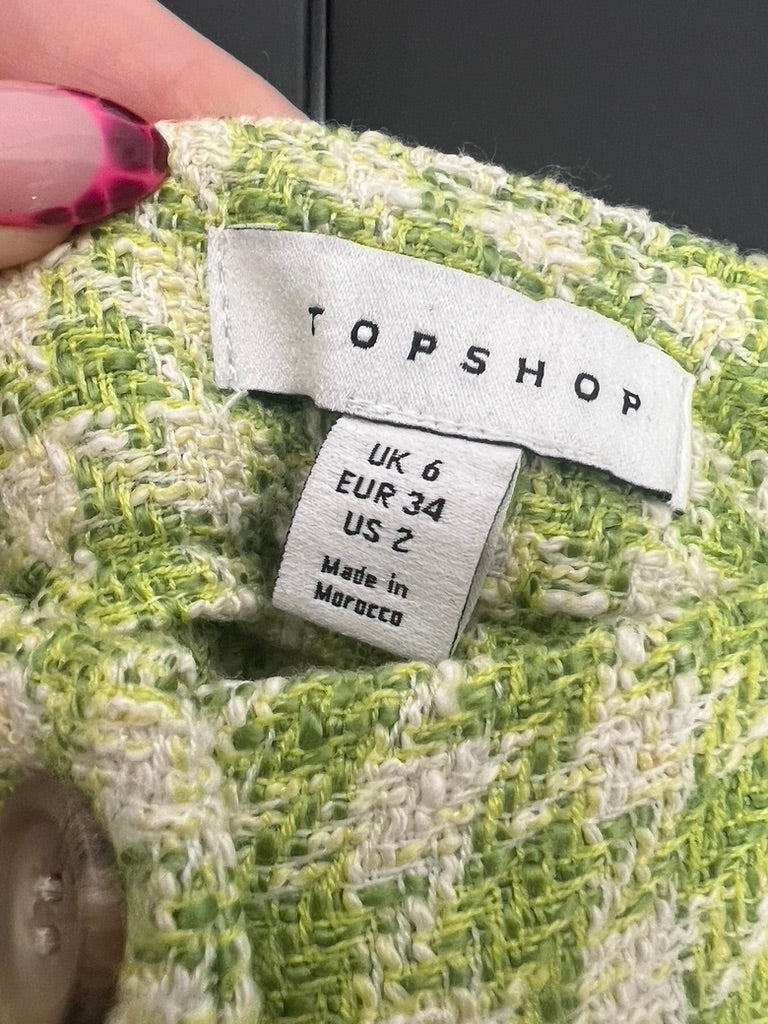 TOPSHOP
UK 6
EUR 34
US 2
Made in
Morocco